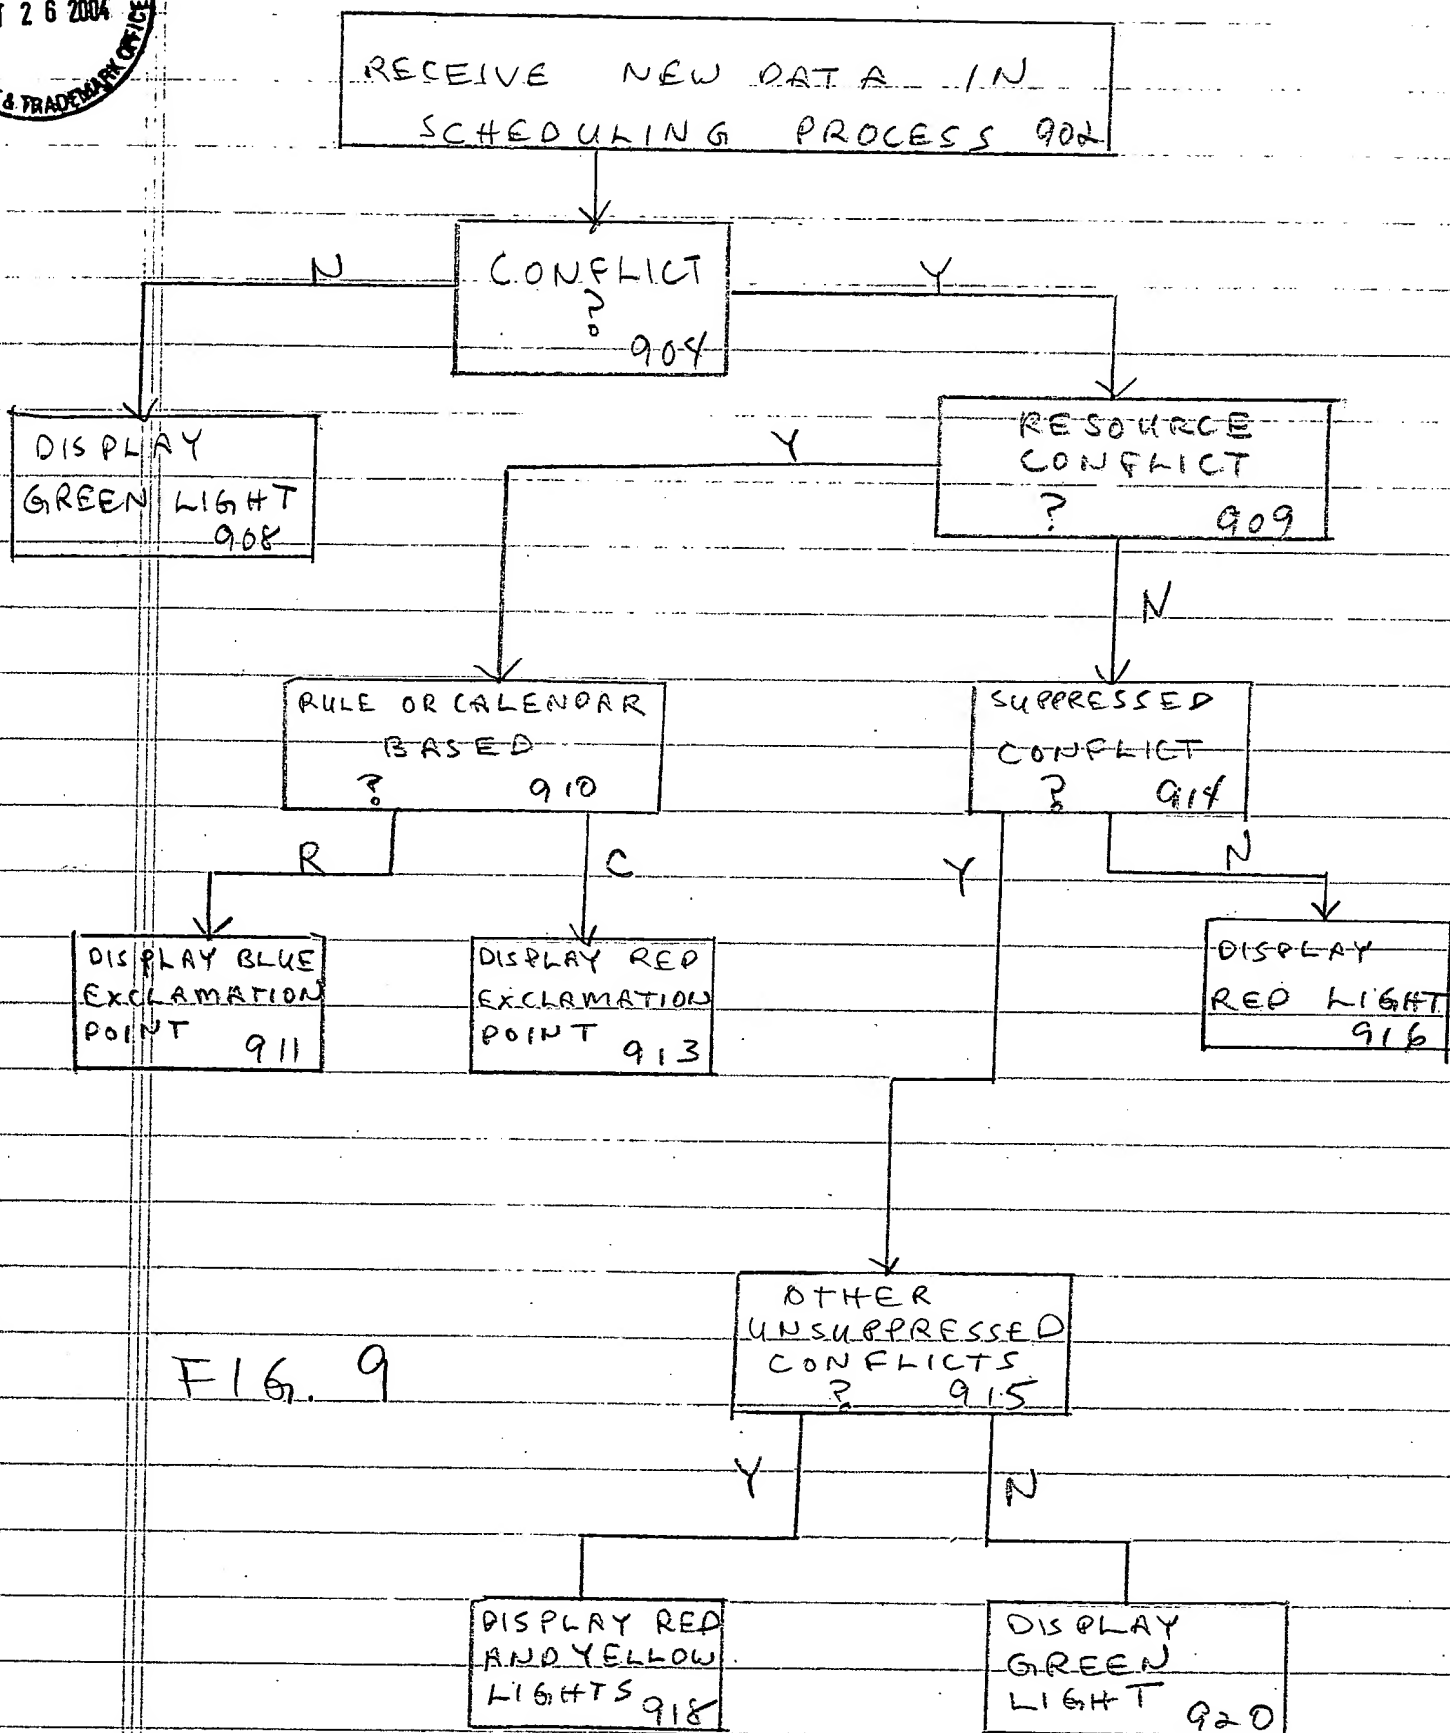 T 2 6 2004
& TRADEMARK OFFICE
RECEIVE NEW DATA IN
SCHEDULING PROCESS 902
CONFLICT
?
904
N
Y
DISPLAY
GREEN LIGHT
908
RESOURCE
CONFLICT
? 909
Y
N
RULE OR CALENDAR
BASED
? 910
SUPPRESSED
CONFLICT
? 914
R
C
Y
N
DISPLAY BLUE
EXCLAMATION
POINT 911
DISPLAY RED
EXCLAMATION
POINT 913
DISPLAY
RED LIGHT
916
OTHER
UNSUPPRESSED
CONFLICTS
? 915
FIG. 9
Y
N
DISPLAY RED
AND YELLOW
LIGHTS 918
DISPLAY
GREEN
LIGHT 920